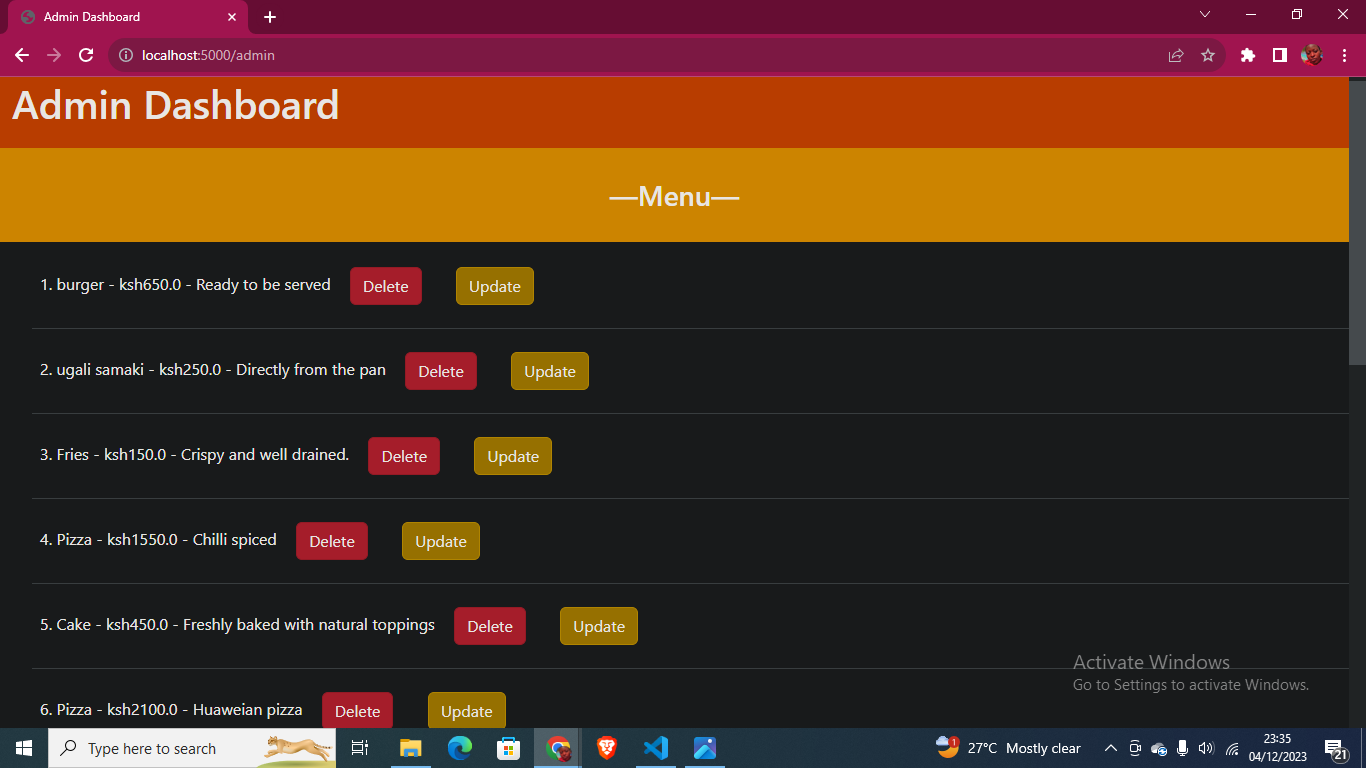 Admin Dashboard
localhost:5000/admin
Admin Dashboard
—Menu—
1. burger - ksh650.0 - Ready to be served Delete Update
2. ugali samaki - ksh250.0 - Directly from the pan Delete Update
3. Fries - ksh150.0 - Crispy and well drained. Delete Update
4. Pizza - ksh1550.0 - Chilli spiced Delete Update
5. Cake - ksh450.0 - Freshly baked with natural toppings Delete Update
6. Pizza - ksh2100.0 - Huaweian pizza Delete Update
Activate Windows
Go to Settings to activate Windows.
Type here to search
1
27°C Mostly clear
23:35
04/12/2023
21